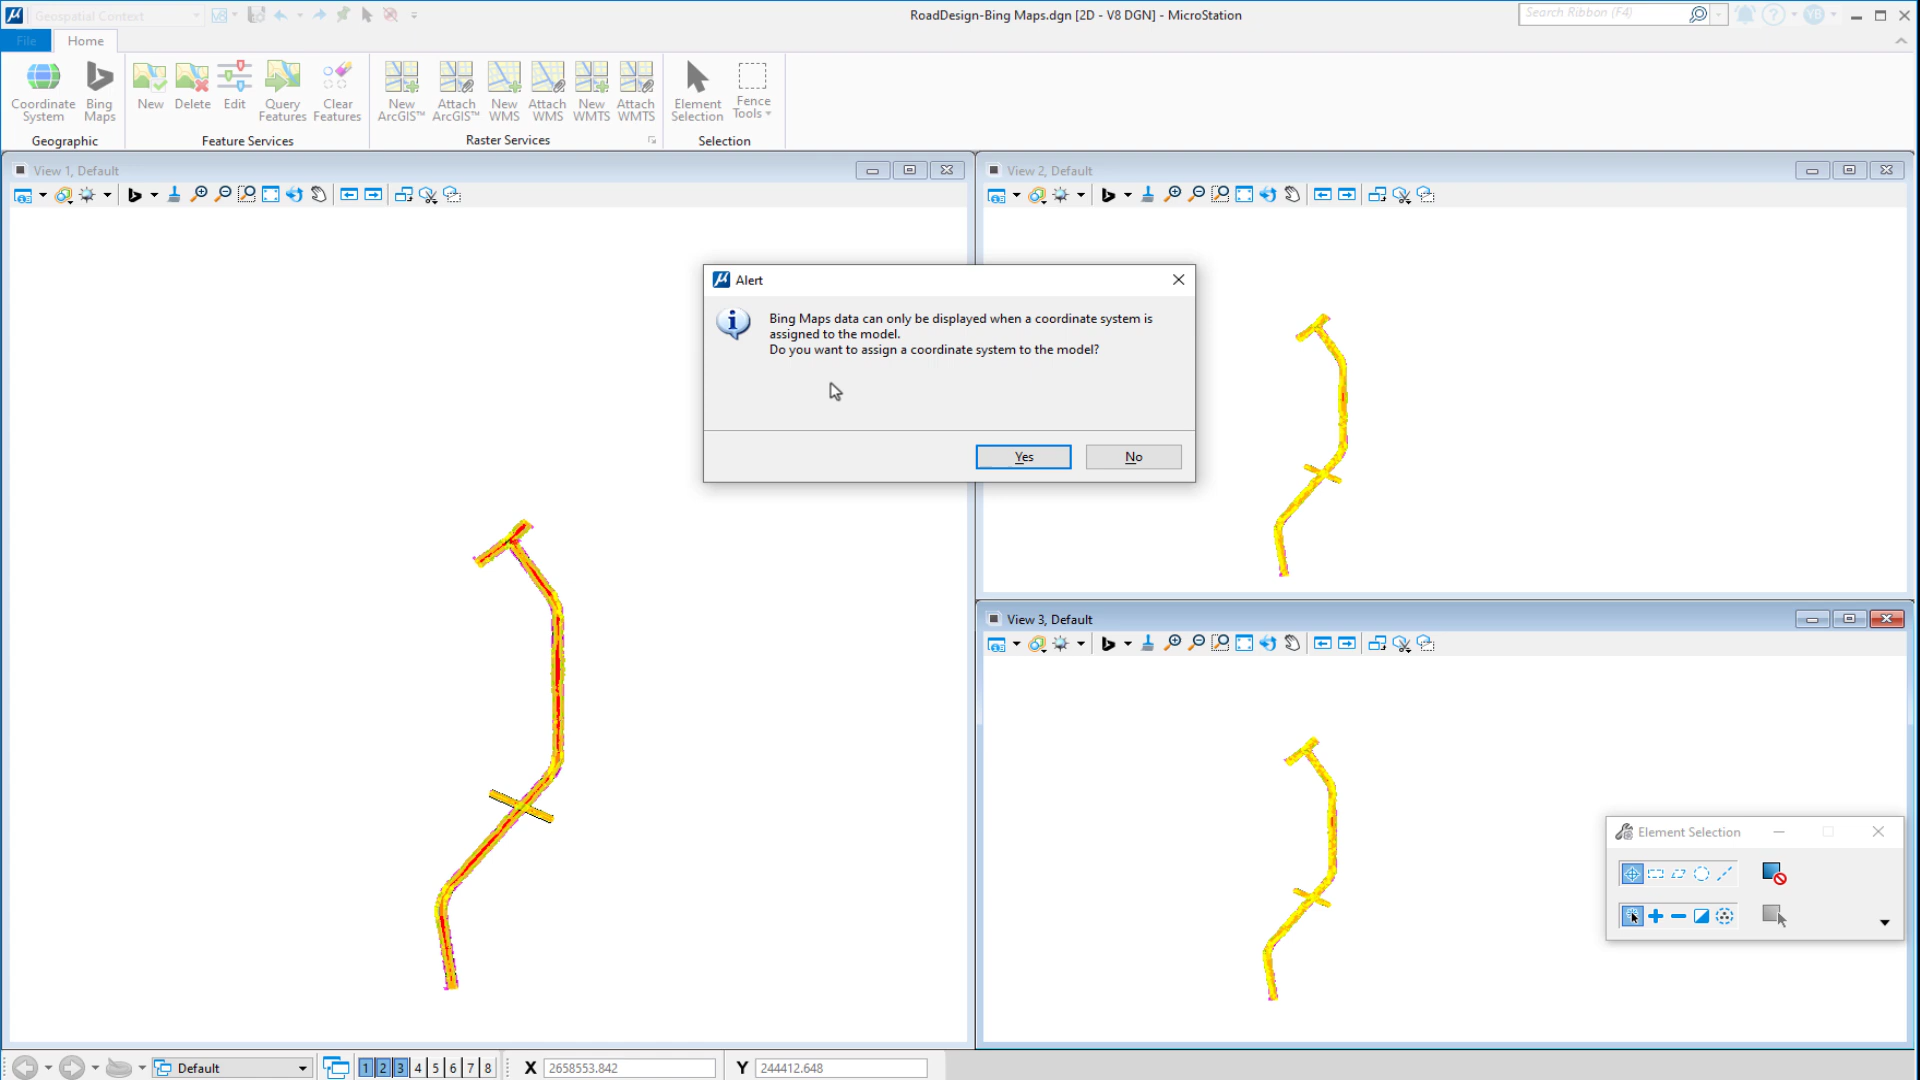 Geospatial Context
RoadDesign-Bing Maps.dgn [2D - V8 DGN] - MicroStation
Search Ribbon (F4)
YB
File
Home
Coordinate System
Bing Maps
Geographic
New
Delete
Edit
Query Features
Clear Features
Feature Services
New ArcGIS™
Attach ArcGIS™
New WMS
Attach WMS
New WMTS
Attach WMTS
Raster Services
Element Selection
Fence Tools
Selection
View 1, Default
View 2, Default
Alert
Bing Maps data can only be displayed when a coordinate system is
assigned to the model.
Do you want to assign a coordinate system to the model?
Yes
No
View 3, Default
Element Selection
Default
1 2 3 4 5 6 7 8
X 2658553.842
Y 244412.648